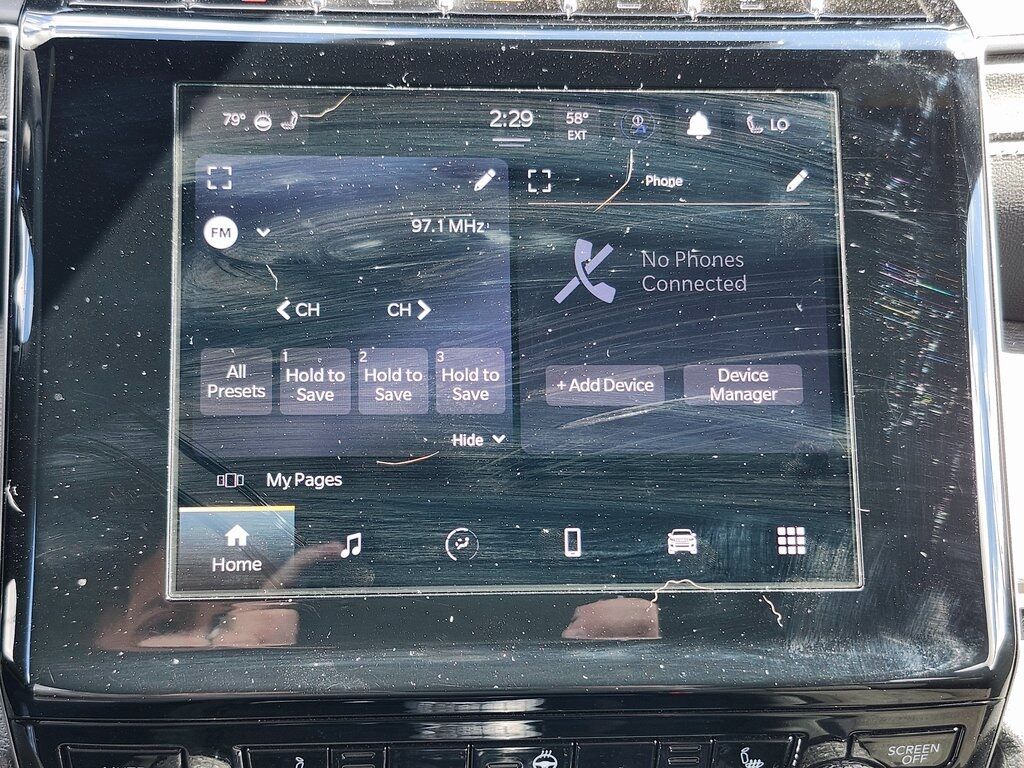 79°
2:29
58°
EXT
LO
Phone
FM
97.1 MHz
No Phones
Connected
CH
CH
All
Presets
1
Hold to
Save
2
Hold to
Save
3
Hold to
Save
+ Add Device
Device
Manager
Hide
My Pages
Home
SCREEN
OFF